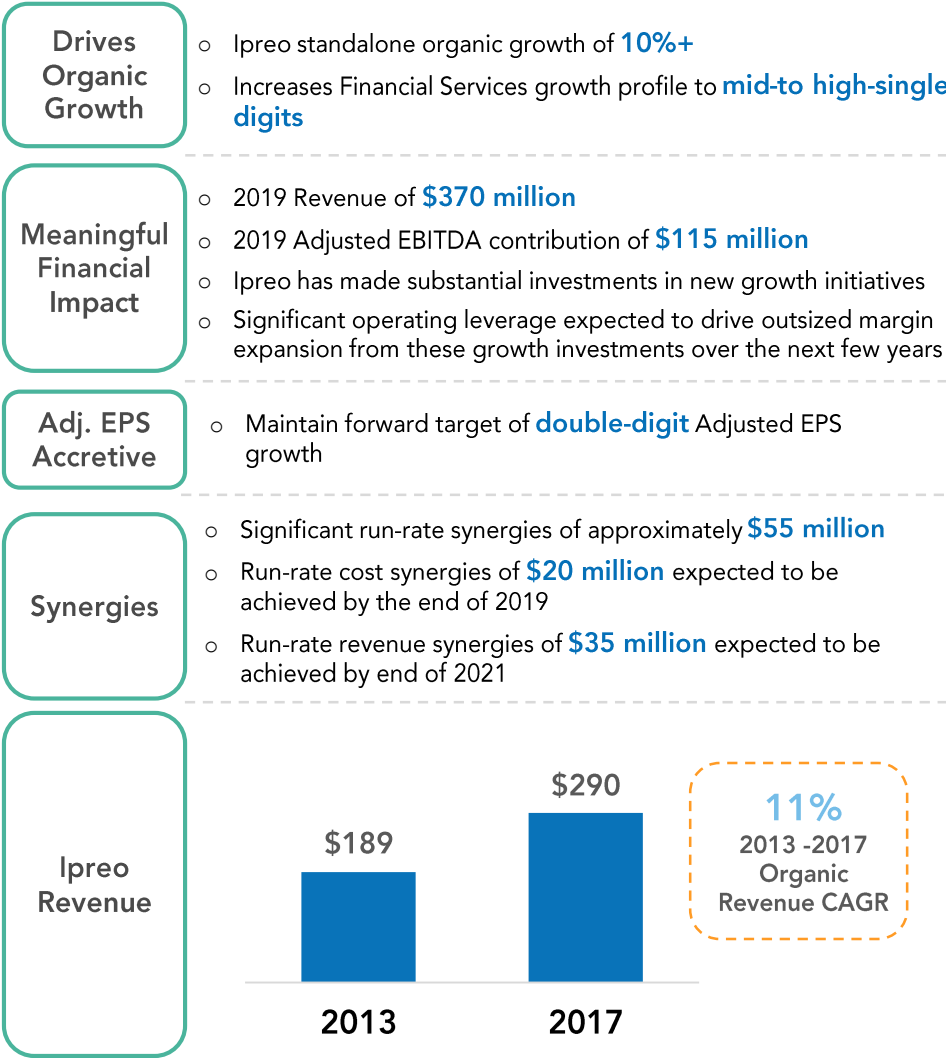 Drives
Organic
Growth
○ Ipreo standalone organic growth of 10%+
○ Increases Financial Services growth profile to mid-to high-single
digits
Meaningful
Financial
Impact
○ 2019 Revenue of $370 million
○ 2019 Adjusted EBITDA contribution of $115 million
○ Ipreo has made substantial investments in new growth initiatives
○ Significant operating leverage expected to drive outsized margin
expansion from these growth investments over the next few years
Adj. EPS
Accretive
○ Maintain forward target of double-digit Adjusted EPS
growth
Synergies
○ Significant run-rate synergies of approximately $55 million
○ Run-rate cost synergies of $20 million expected to be
achieved by the end of 2019
○ Run-rate revenue synergies of $35 million expected to be
achieved by end of 2021
Ipreo
Revenue
$189
$290
2013
2017
11%
2013 -2017
Organic
Revenue CAGR